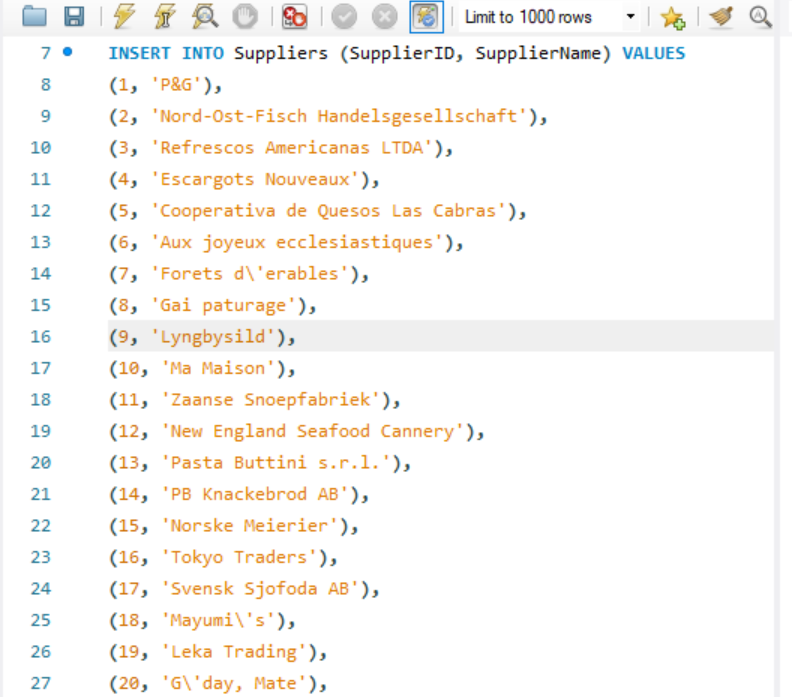 Limit to 1000 rows
7 INSERT INTO Suppliers (SupplierID, SupplierName) VALUES
8 (1, 'P&G'),
9 (2, 'Nord-Ost-Fisch Handelsgesellschaft'),
10 (3, 'Refrescos Americanas LTDA'),
11 (4, 'Escargots Nouveaux'),
12 (5, 'Cooperativa de Quesos Las Cabras'),
13 (6, 'Aux joyeux ecclesiastiques'),
14 (7, 'Forets d\'erables'),
15 (8, 'Gai paturage'),
16 (9, 'Lyngbysild'),
17 (10, 'Ma Maison'),
18 (11, 'Zaanse Snoepfabriek'),
19 (12, 'New England Seafood Cannery'),
20 (13, 'Pasta Buttini s.r.l.'),
21 (14, 'PB Knackebrod AB'),
22 (15, 'Norske Meierier'),
23 (16, 'Tokyo Traders'),
24 (17, 'Svensk Sjofoda AB'),
25 (18, 'Mayumi\'s'),
26 (19, 'Leka Trading'),
27 (20, 'G\'day, Mate'),